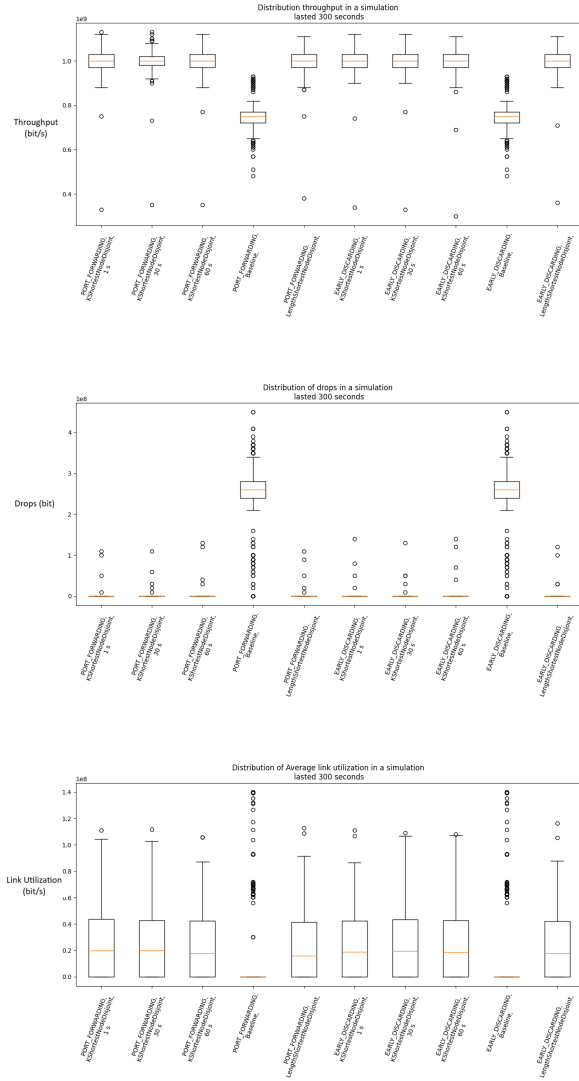 Distribution throughput in a simulation
lasted 300 seconds
1e9
1.0
0.8
0.6
0.4
Throughput
(bit/s)
PORT_FORWARDING,
KShortestNodeDisjoint,
1 s
PORT_FORWARDING,
KShortestNodeDisjoint,
30 s
PORT_FORWARDING,
KShortestNodeDisjoint,
60 s
PORT_FORWARDING,
Baseline,
PORT_FORWARDING,
LengthShortestNodeDisjoint,
EARLY_DISCARDING,
KShortestNodeDisjoint,
1 s
EARLY_DISCARDING,
KShortestNodeDisjoint,
30 s
EARLY_DISCARDING,
KShortestNodeDisjoint,
60 s
EARLY_DISCARDING,
Baseline,
EARLY_DISCARDING,
LengthShortestNodeDisjoint,
Distribution of drops in a simulation
lasted 300 seconds
1e8
4
3
2
1
0
Drops (bit)
PORT_FORWARDING,
KShortestNodeDisjoint,
1 s
PORT_FORWARDING,
KShortestNodeDisjoint,
30 s
PORT_FORWARDING,
KShortestNodeDisjoint,
60 s
PORT_FORWARDING,
Baseline,
PORT_FORWARDING,
LengthShortestNodeDisjoint,
EARLY_DISCARDING,
KShortestNodeDisjoint,
1 s
EARLY_DISCARDING,
KShortestNodeDisjoint,
30 s
EARLY_DISCARDING,
KShortestNodeDisjoint,
60 s
EARLY_DISCARDING,
Baseline,
EARLY_DISCARDING,
LengthShortestNodeDisjoint,
Distribution of Average link utilization in a simulation
lasted 300 seconds
1e8
1.4
1.2
1.0
0.8
0.6
0.4
0.2
0.0
Link Utilization
(bit/s)
PORT_FORWARDING,
KShortestNodeDisjoint,
1 s
PORT_FORWARDING,
KShortestNodeDisjoint,
30 s
PORT_FORWARDING,
KShortestNodeDisjoint,
60 s
PORT_FORWARDING,
Baseline,
PORT_FORWARDING,
LengthShortestNodeDisjoint,
EARLY_DISCARDING,
KShortestNodeDisjoint,
1 s
EARLY_DISCARDING,
KShortestNodeDisjoint,
30 s
EARLY_DISCARDING,
KShortestNodeDisjoint,
60 s
EARLY_DISCARDING,
Baseline,
EARLY_DISCARDING,
LengthShortestNodeDisjoint,